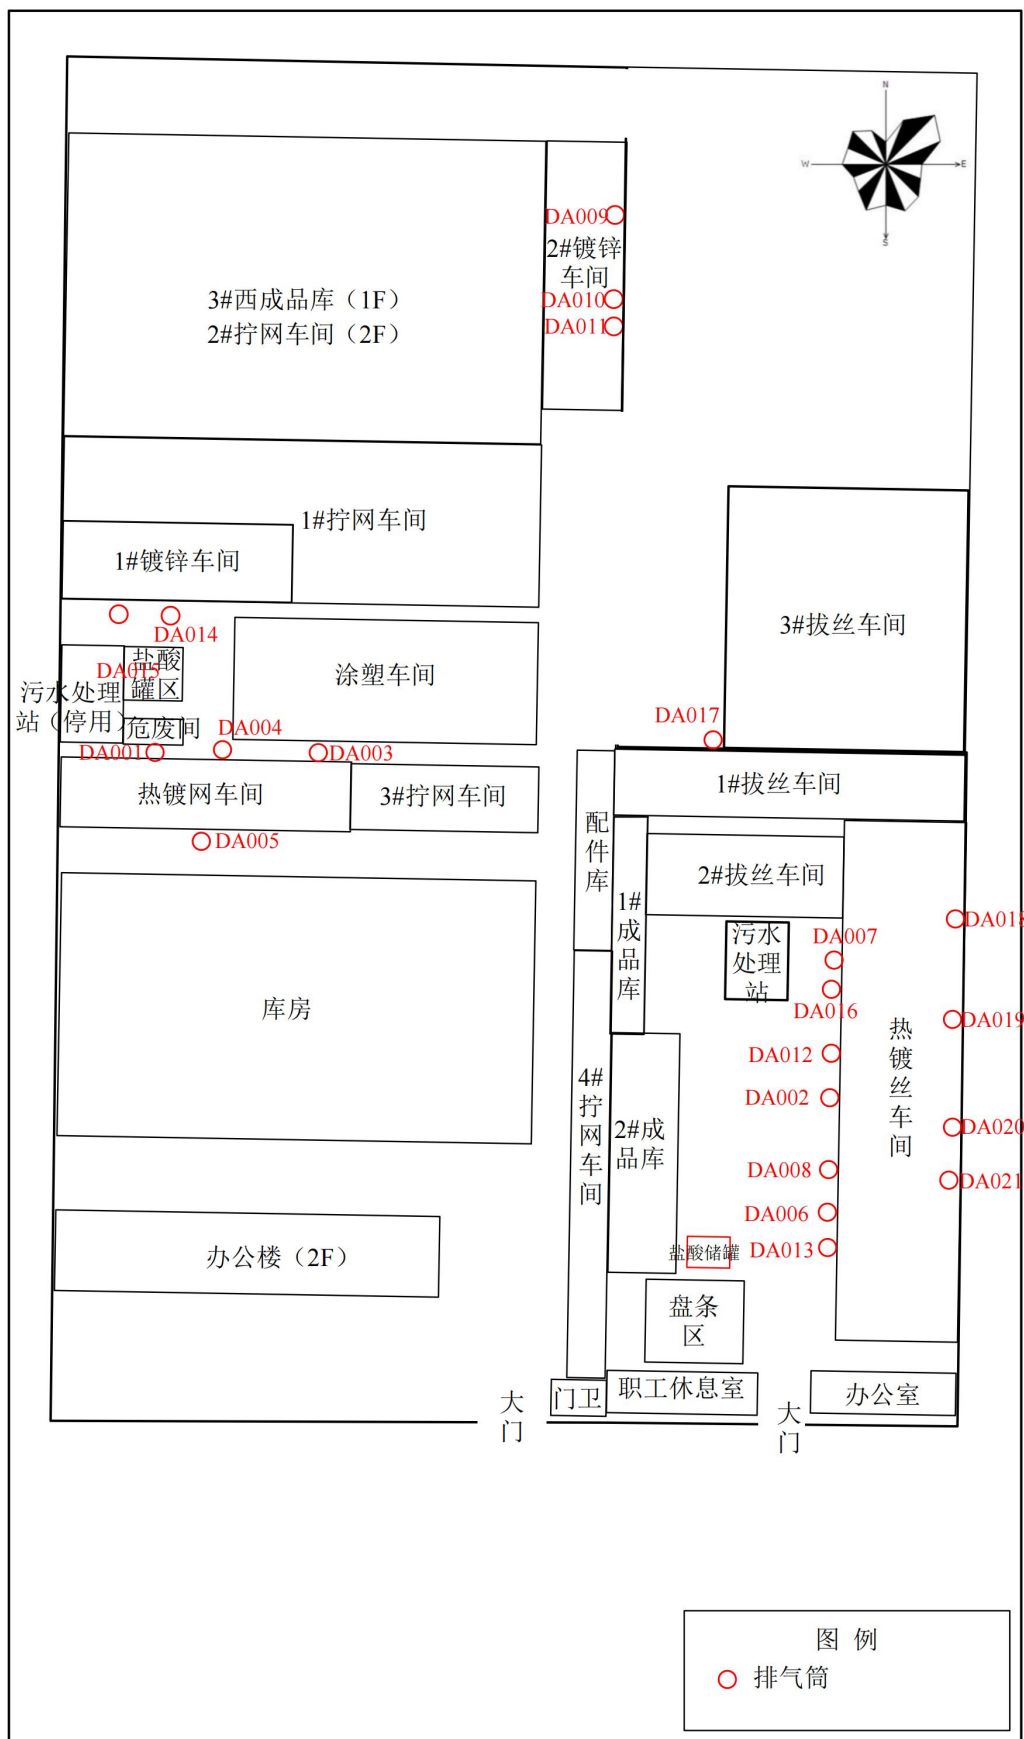 N
W
E
S
DA009
2#镀锌
车间
DA010
DA011
3#西成品库（1F）
2#拧网车间（2F）
1#拧网车间
1#镀锌车间
DA014
DA015
盐酸
罐区
污水处理
站（停用）
危废间
涂塑车间
DA004
DA001
DA003
热镀网车间
3#拧网车间
DA005
库房
办公楼（2F）
3#拔丝车间
DA017
1#拔丝车间
配
件
库
2#拔丝车间
1#
成
品
库
污水
处理
站
DA007
DA016
DA012
DA002
DA008
DA006
DA013
DA018
DA019
DA020
DA021
热
镀
丝
车
间
4#
拧
网
车
间
2#成
品库
盐酸储罐
盘条
区
门卫
职工休息室
办公室
大
门
大
门
图 例
排气筒